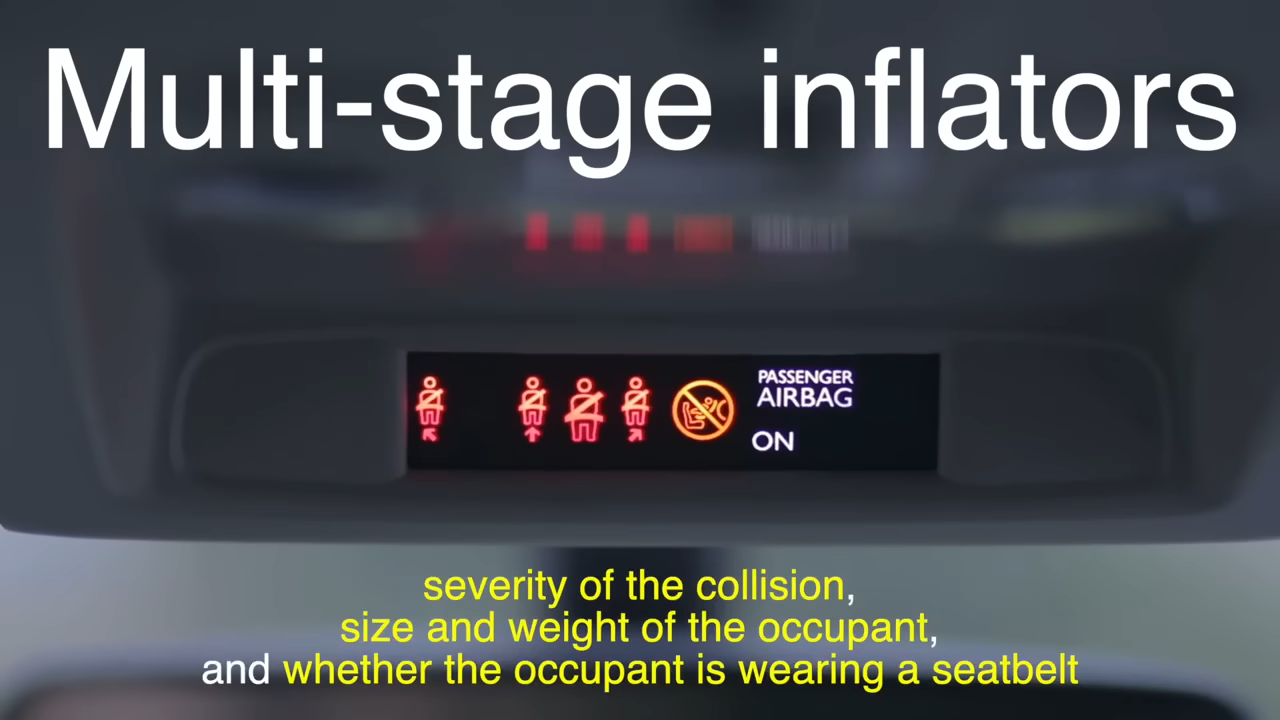 Multi-stage inflators
PASSENGER
AIRBAG
ON
severity of the collision,
size and weight of the occupant,
and whether the occupant is wearing a seatbelt